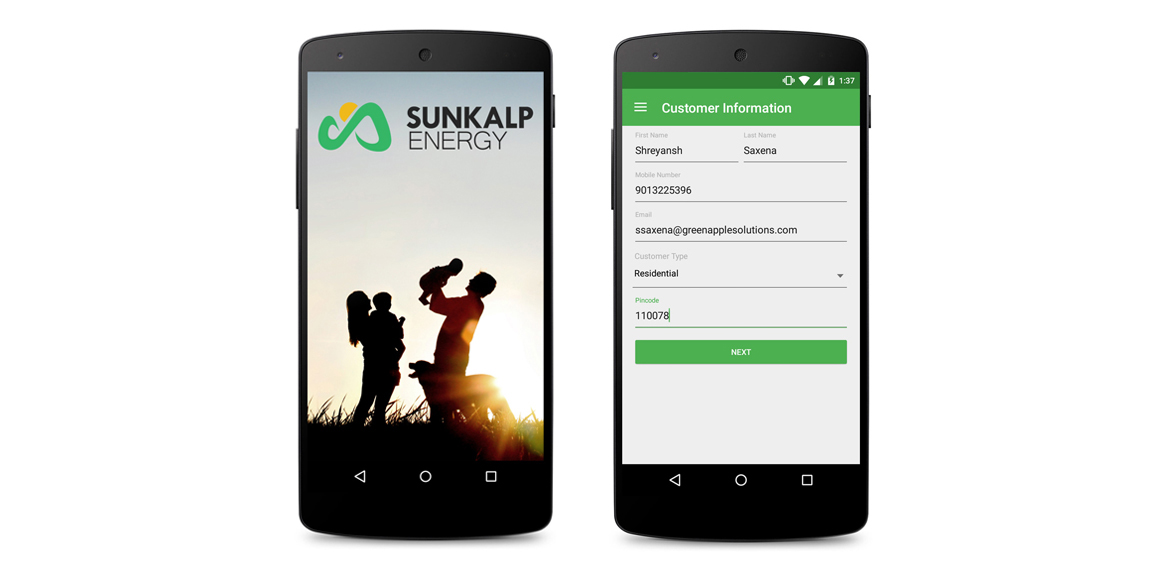 SUNKALP
ENERGY
1:37
Customer Information
First Name Last Name
Shreyansh Saxena
Mobile Number
9013225396
Email
ssaxena@greenapplesolutions.com
Customer Type
Residential
Pincode
110078
NEXT